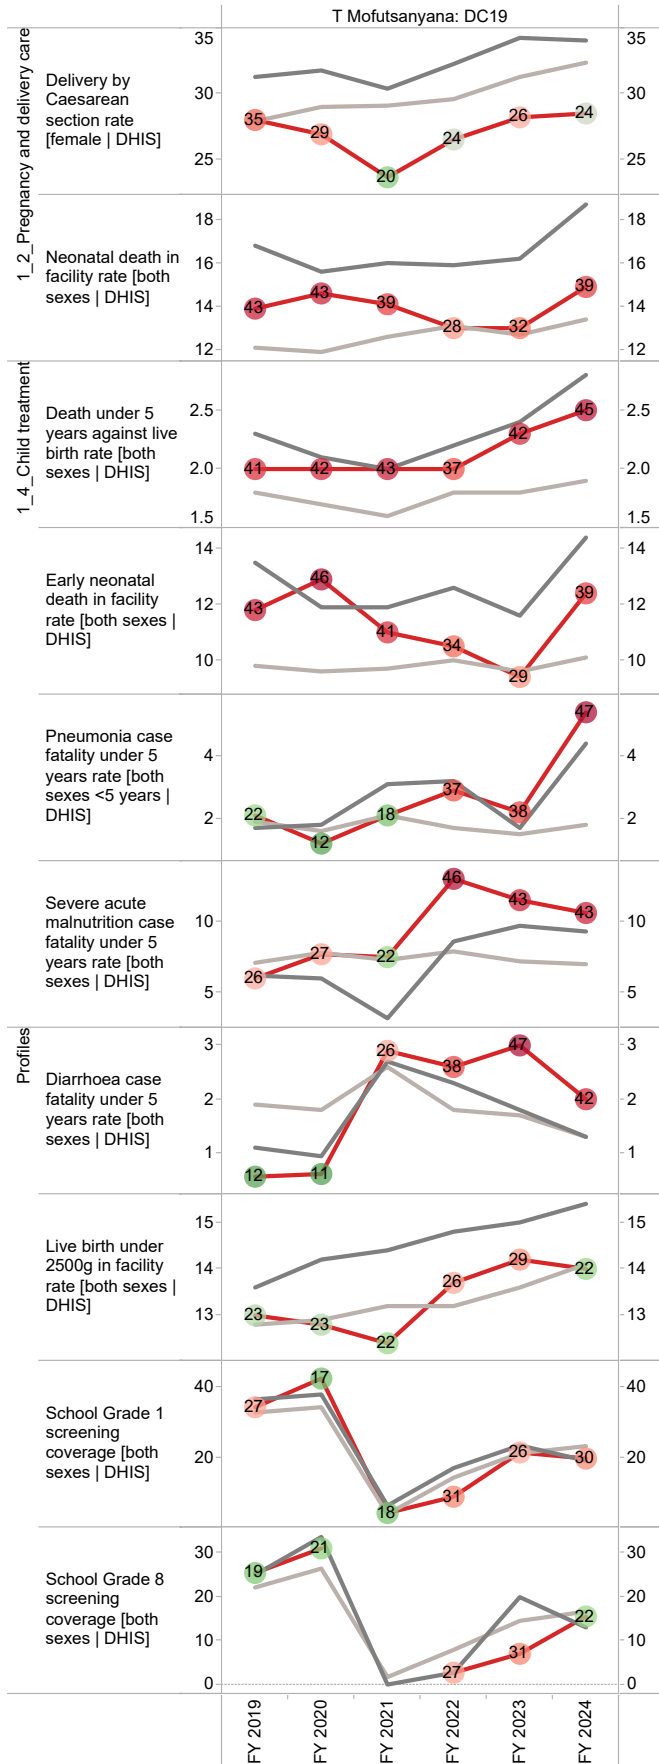 T Mofutsanyana: DC19
1_2_Pregnancy and delivery care
Delivery by
Caesarean
section rate
[female | DHIS]
35
30
25
35
29
20
24
26
24
35
30
25
Neonatal death in
facility rate [both
sexes | DHIS]
18
16
14
12
43
43
39
28
32
39
18
16
14
12
1_4_Child treatment
Death under 5
years against live
birth rate [both
sexes | DHIS]
2.5
2.0
1.5
41
42
43
37
42
45
2.5
2.0
1.5
Early neonatal
death in facility
rate [both sexes |
DHIS]
14
12
10
43
46
41
34
29
39
14
12
10
Pneumonia case
fatality under 5
years rate [both
sexes <5 years |
DHIS]
4
2
22
12
18
37
38
47
4
2
Severe acute
malnutrition case
fatality under 5
years rate [both
sexes | DHIS]
10
5
26
27
22
46
43
43
10
5
Profiles
Diarrhoea case
fatality under 5
years rate [both
sexes | DHIS]
3
2
1
12
11
26
38
47
42
3
2
1
Live birth under
2500g in facility
rate [both sexes |
DHIS]
15
14
13
23
23
22
26
29
22
15
14
13
School Grade 1
screening
coverage [both
sexes | DHIS]
40
20
27
17
18
31
26
30
40
20
School Grade 8
screening
coverage [both
sexes | DHIS]
30
20
10
0
19
21
27
31
22
30
20
10
0
FY 2019
FY 2020
FY 2021
FY 2022
FY 2023
FY 2024